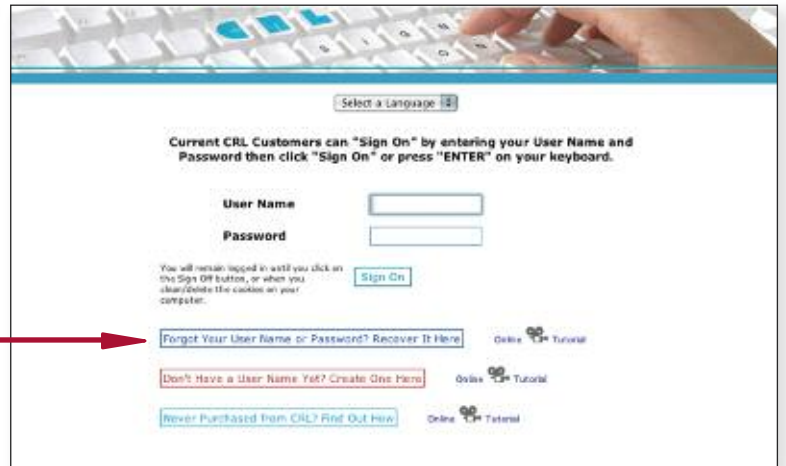 CRL
S I G N
O N
Select a Language
Current CRL Customers can "Sign On" by entering your User Name and
Password then click "Sign On" or press "ENTER" on your keyboard.
User Name
Password
You will remain logged in until you click on
the Sign Off button, or when you
clean/delete the cookies on your
computer.
Sign On
Forgot Your User Name or Password? Recover It Here
Online Tutorial
Don't Have a User Name Yet? Create One Here
Online Tutorial
Never Purchased from CRL? Find Out How
Online Tutorial